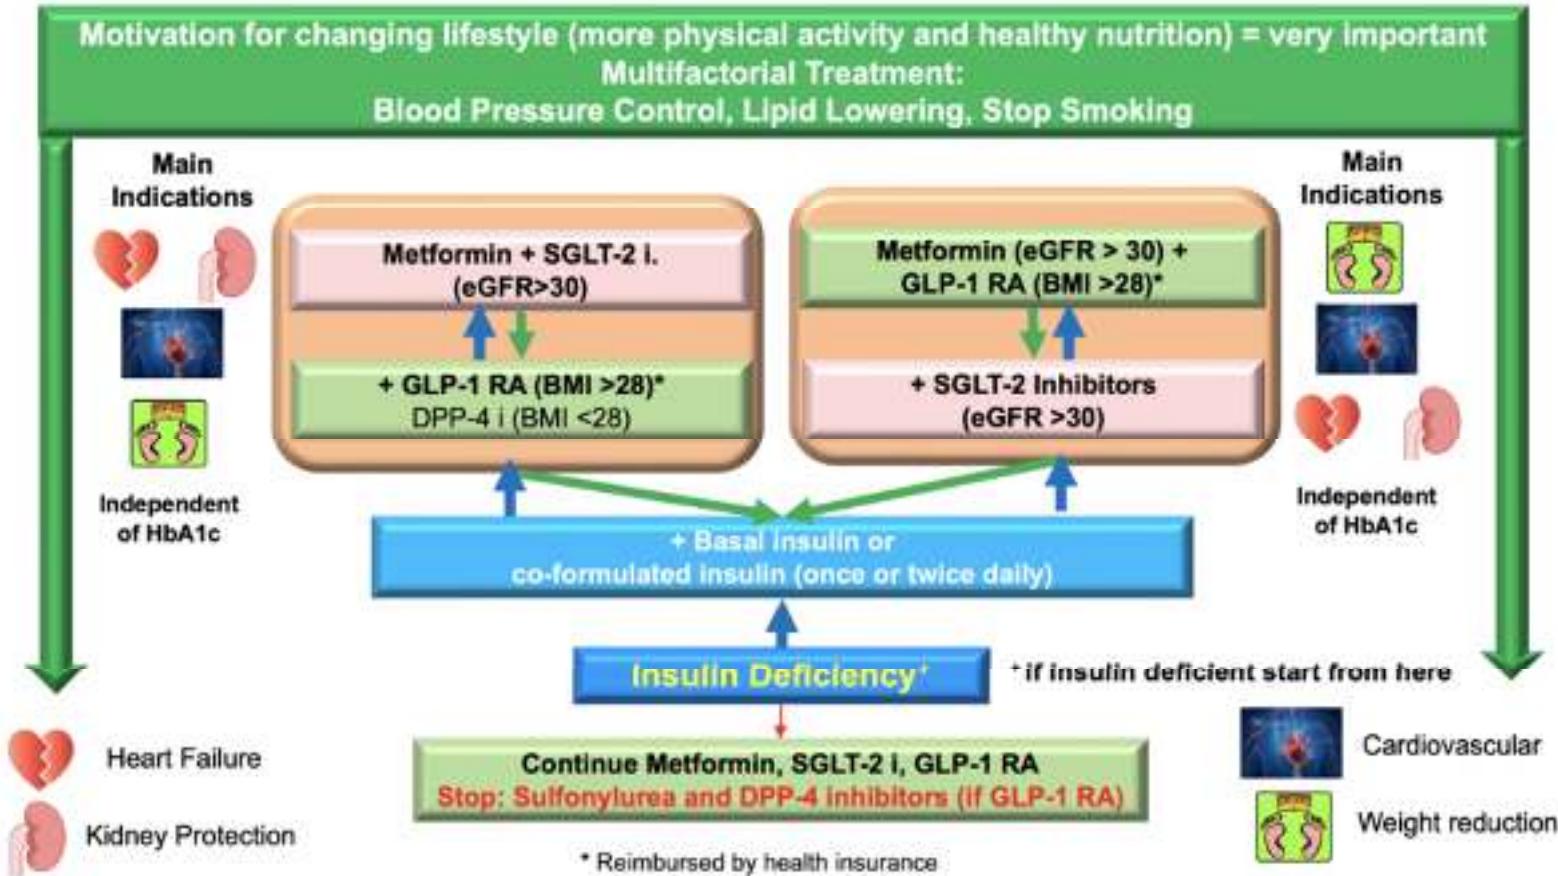 Motivation for changing lifestyle (more physical activity and healthy nutrition) = very important
Multifactorial Treatment:
Blood Pressure Control, Lipid Lowering, Stop Smoking
Main
Indications
Independent
of HbA1c
Metformin + SGLT-2 i.
(eGFR>30)
+ GLP-1 RA (BMI >28)*
DPP-4 i (BMI <28)
Metformin (eGFR > 30) +
GLP-1 RA (BMI >28)*
+ SGLT-2 Inhibitors
(eGFR >30)
Main
Indications
Independent
of HbA1c
+ Basal insulin or
co-formulated insulin (once or twice daily)
Insulin Deficiency+
+ if insulin deficient start from here
Continue Metformin, SGLT-2 i, GLP-1 RA
Stop: Sulfonylurea and DPP-4 inhibitors (if GLP-1 RA)
Heart Failure
Kidney Protection
Cardiovascular
Weight reduction
* Reimbursed by health insurance